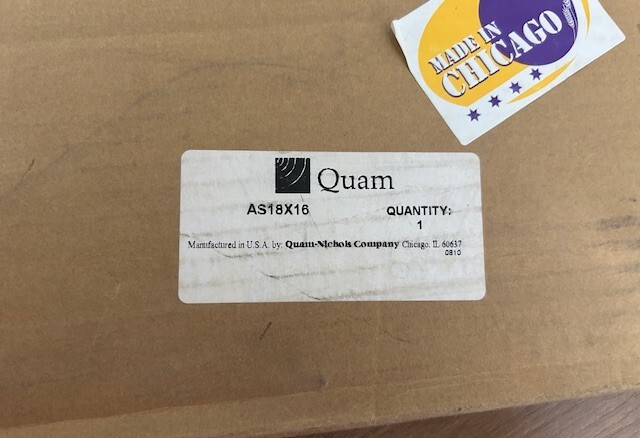 MADE IN
CHICAGO
Quam
AS18X16
QUANTITY:
1
Manufactured in U.S.A. by: Quam-Nichols Company Chicago, IL 60637
0810